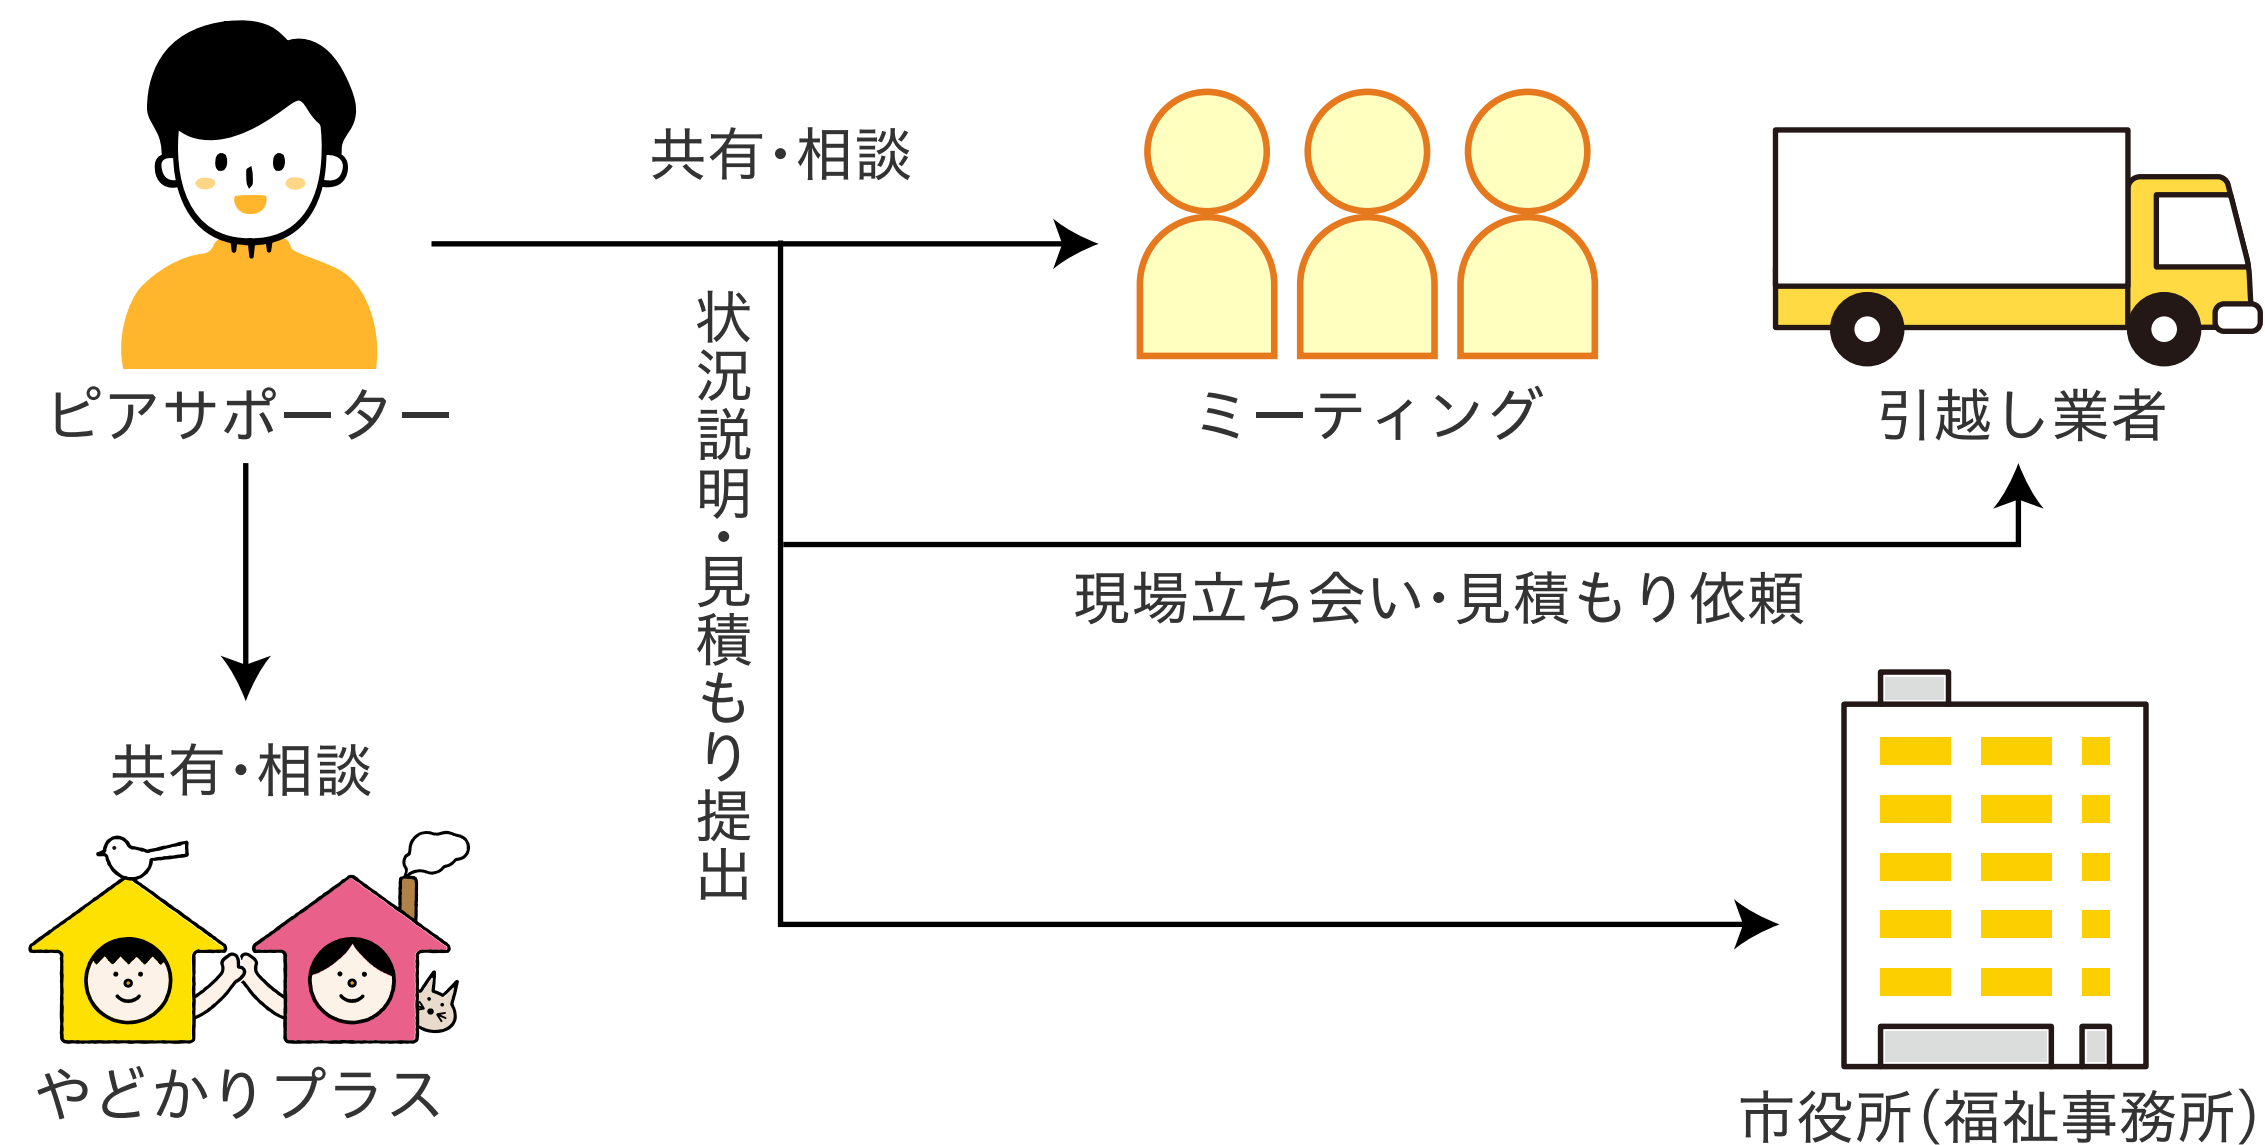 共有・相談
ピアサポーター
ミーティング
引越し業者
状況説明・見積もり提出
現場立ち会い・見積もり依頼
共有・相談
やどかりプラス
市役所(福祉事務所)